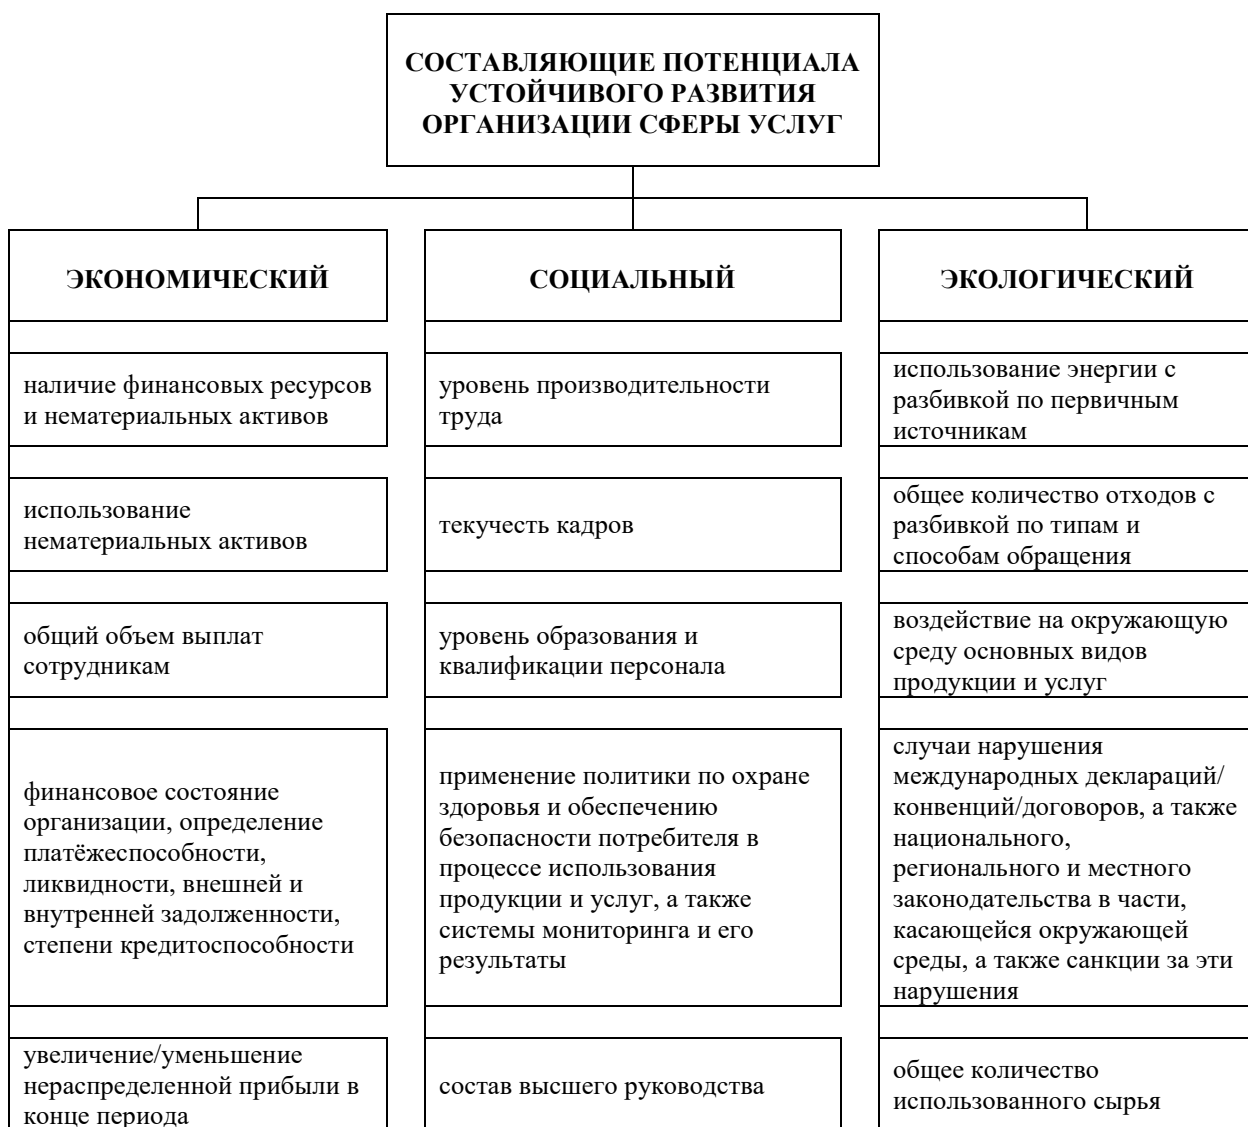 СОСТАВЛЯЮЩИЕ ПОТЕНЦИАЛА
УСТОЙЧИВОГО РАЗВИТИЯ
ОРГАНИЗАЦИИ СФЕРЫ УСЛУГ
ЭКОНОМИЧЕСКИЙ
наличие финансовых ресурсов
и нематериальных активов
использование
нематериальных активов
общий объем выплат
сотрудникам
финансовое состояние
организации, определение
платёжеспособности,
ликвидности, внешней и
внутренней задолженности,
степени кредитоспособности
увеличение/уменьшение
нераспределенной прибыли в
конце периода
СОЦИАЛЬНЫЙ
уровень производительности
труда
текучесть кадров
уровень образования и
квалификации персонала
применение политики по охране
здоровья и обеспечению
безопасности потребителя в
процессе использования
продукции и услуг, а также
системы мониторинга и его
результаты
состав высшего руководства
ЭКОЛОГИЧЕСКИЙ
использование энергии с
разбивкой по первичным
источникам
общее количество отходов с
разбивкой по типам и
способам обращения
воздействие на окружающую
среду основных видов
продукции и услуг
случаи нарушения
международных деклараций/
конвенций/договоров, а также
национального,
регионального и местного
законодательства в части,
касающейся окружающей
среды, а также санкции за эти
нарушения
общее количество
использованного сырья